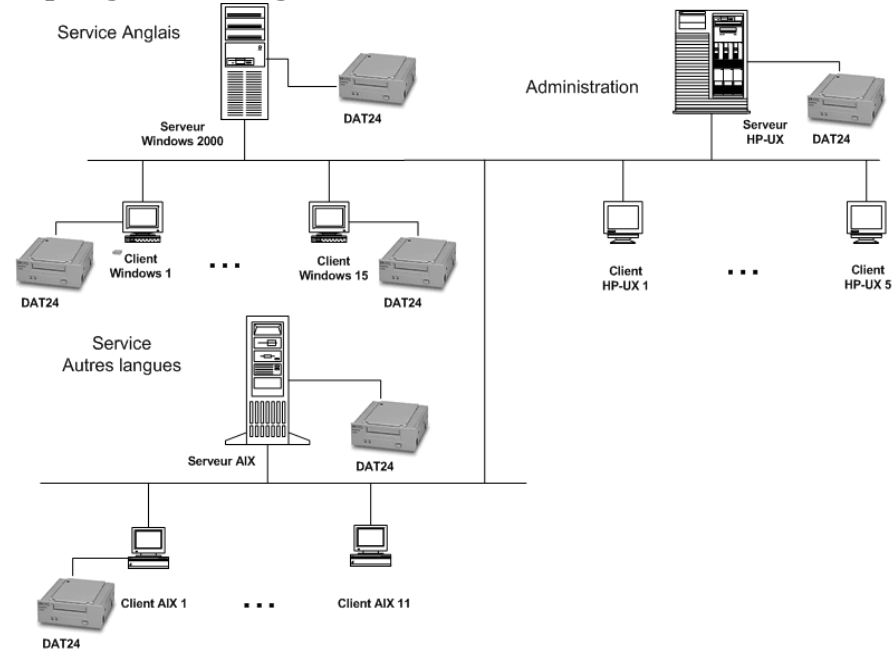 Service Anglais
Administration
DAT24
Serveur
Windows 2000
Serveur
HP-UX
DAT24
Client
Windows 1
. . .
Client
Windows 15
Client
HP-UX 1
. . .
Client
HP-UX 5
DAT24
DAT24
Service
Autres langues
Serveur AIX
DAT24
Client AIX 1
. . .
Client AIX 11
DAT24